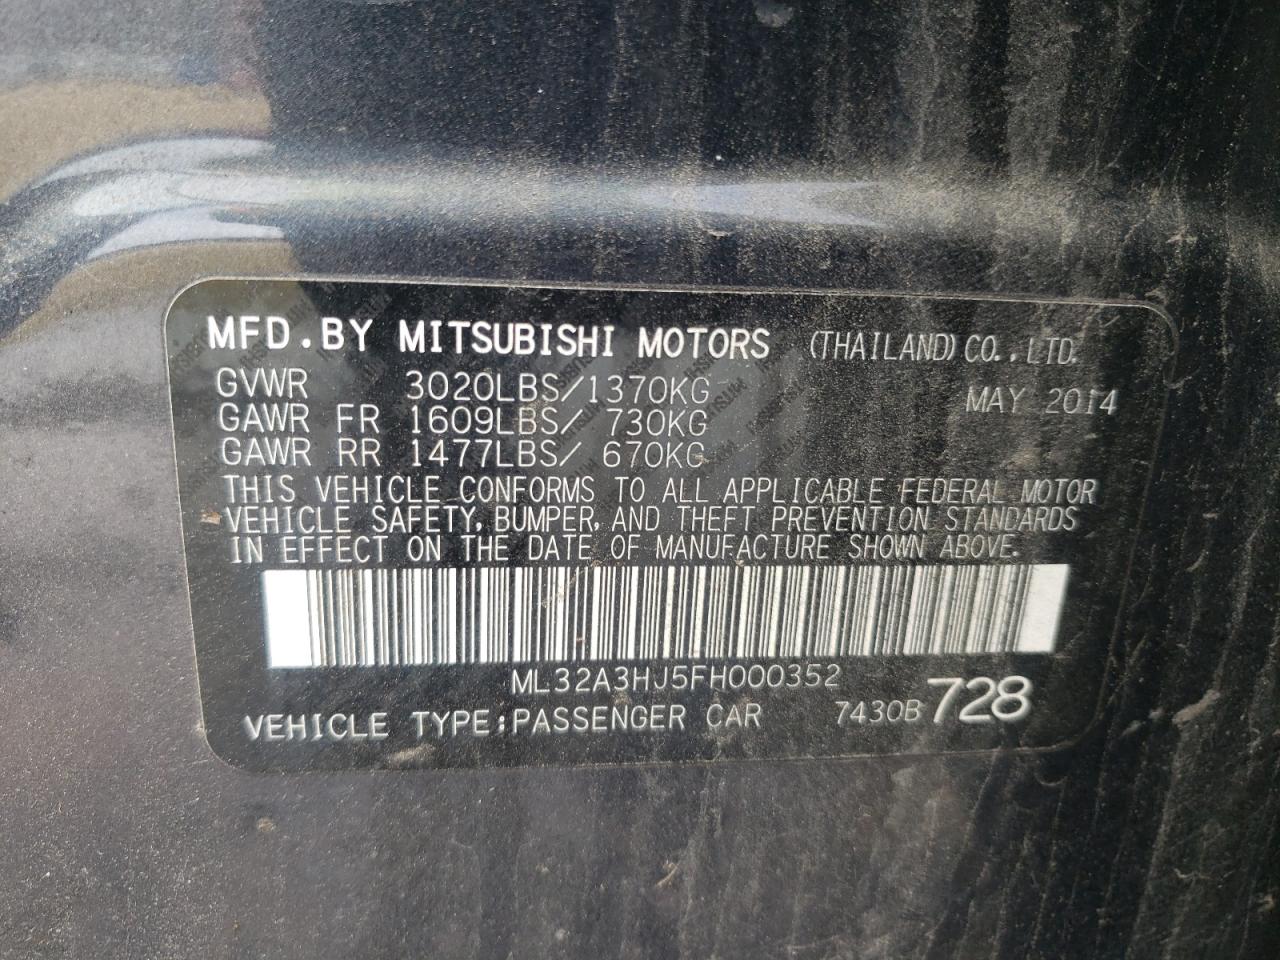 MFD.BY MITSUBISHI MOTORS (THAILAND) CO.,LTD.
GVWR 3020LBS/1370KG MAY 2014
GAWR FR 1609LBS/ 730KG
GAWR RR 1477LBS/ 670KG
THIS VEHICLE CONFORMS TO ALL APPLICABLE FEDERAL MOTOR
VEHICLE SAFETY, BUMPER, AND THEFT PREVENTION STANDARDS
IN EFFECT ON THE DATE OF MANUFACTURE SHOWN ABOVE.
ML32A3HJ5FH000352
VEHICLE TYPE:PASSENGER CAR 7430B728